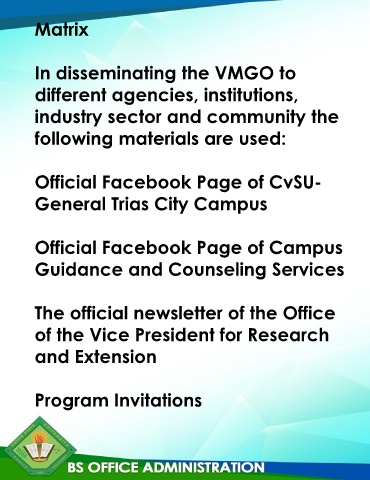 Matrix
In disseminating the VMGO to
different agencies, institutions,
industry sector and community the
following materials are used:
Official Facebook Page of CvSU-
General Trias City Campus
Official Facebook Page of Campus
Guidance and Counseling Services
The official newsletter of the Office
of the Vice President for Research
and Extension
Program Invitations
BS OFFICE ADMINISTRATION